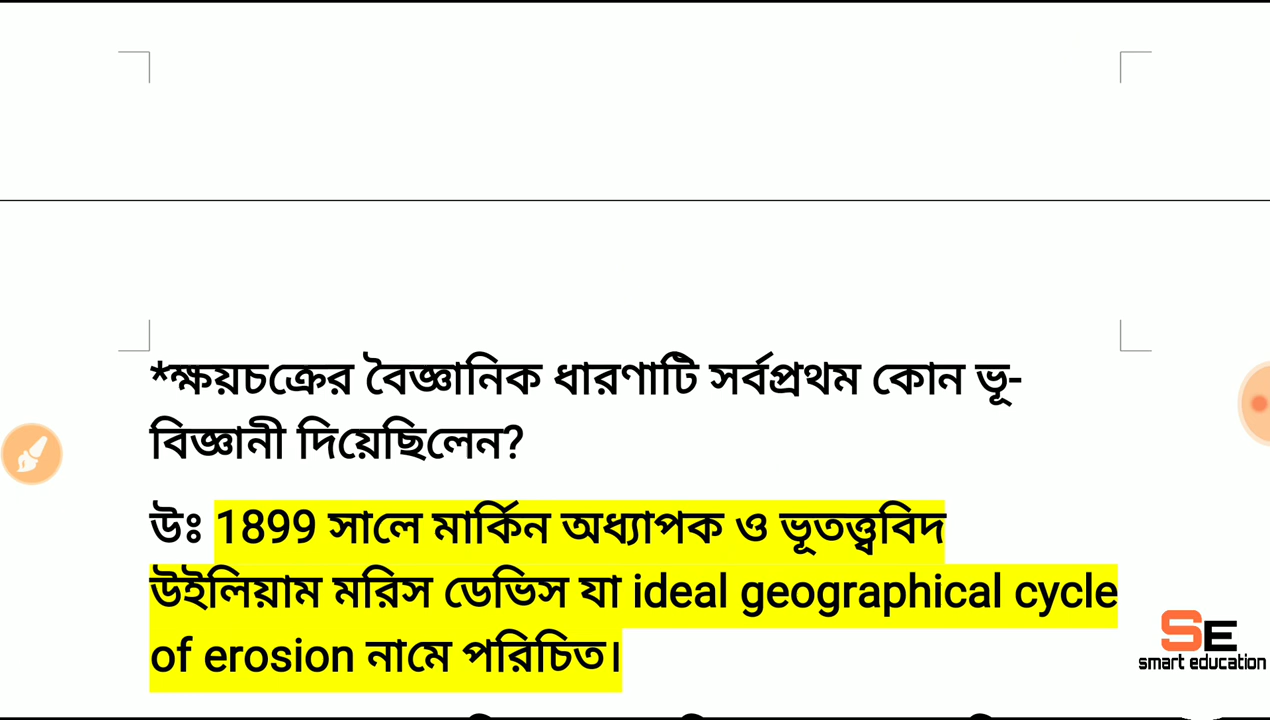 *ক্ষয়চক্রের বৈজ্ঞানিক ধারণাটি সর্বপ্রথম কোন ভূ-
বিজ্ঞানী দিয়েছিলেন?
উঃ 1899 সালে মার্কিন অধ্যাপক ও ভূতত্ত্ববিদ
উইলিয়াম মরিস ডেভিস যা ideal geographical cycle
of erosion নামে পরিচিত।
SE
smart education